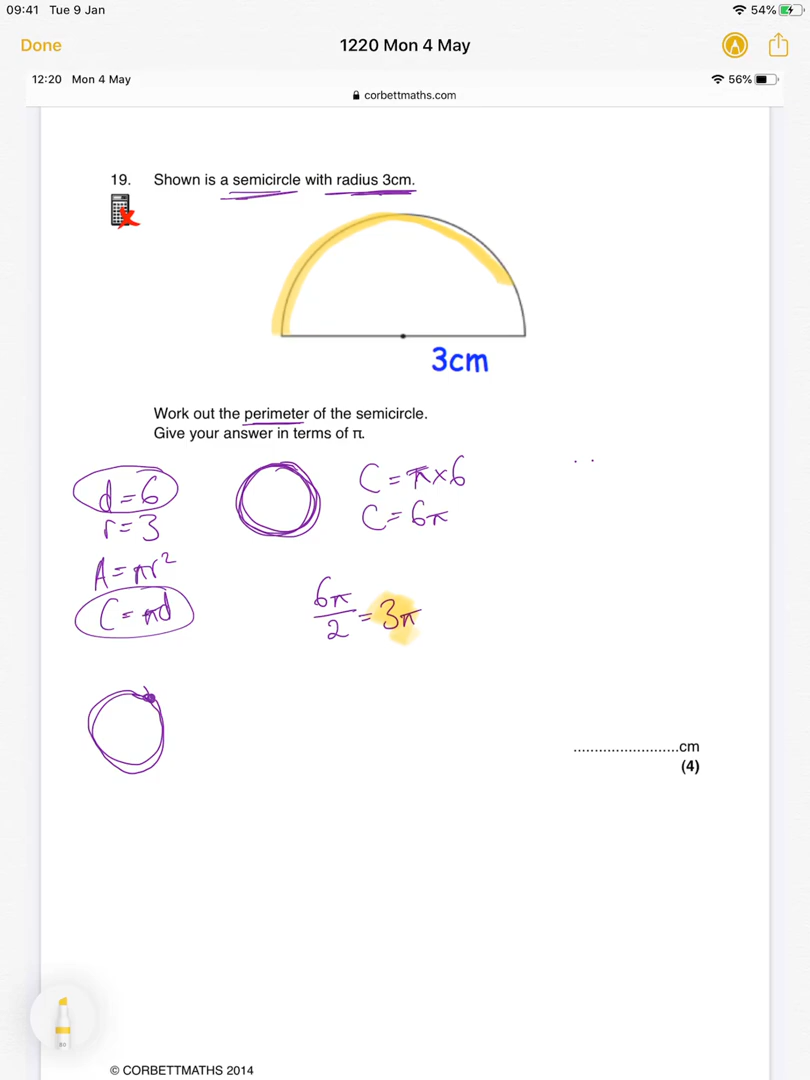 09:41 Tue 9 Jan 54%
Done 1220 Mon 4 May
12:20 Mon 4 May 56%
corbettmaths.com
19. Shown is a semicircle with radius 3cm.
3cm
Work out the perimeter of the semicircle.
Give your answer in terms of π.
d=6
r=3
A=πr²
C=πd
C=π×6
C=6π
6π/2=3π
..........................cm
(4)
80
© CORBETTMATHS 2014